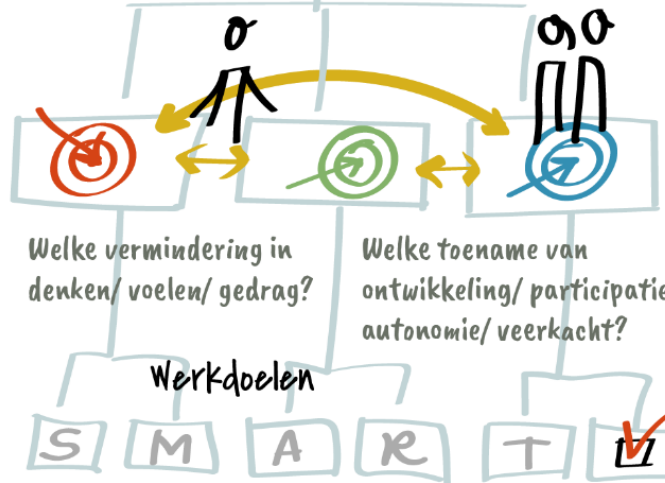 Welke vermindering in
denken/ voelen/ gedrag?
Welke toename van
ontwikkeling/ participatie
autonomie/ veerkacht?
Werkdoelen
S M A R T